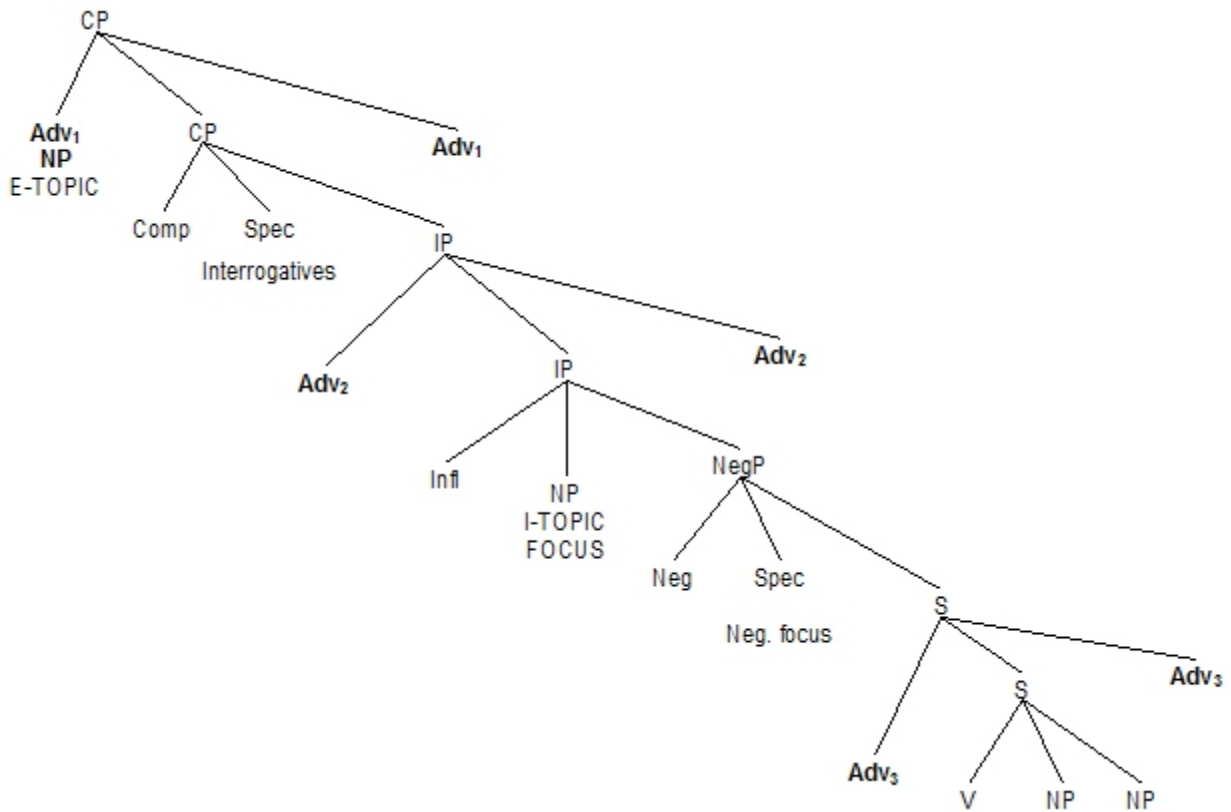 CP
Adv₁
NP
E-TOPIC
CP
Adv₁
Comp
Spec
Interrogatives
IP
Adv₂
IP
Adv₂
Infl
NP
I-TOPIC
FOCUS
NegP
Neg
Spec
Neg. focus
S
Adv₃
S
Adv₃
V
NP
NP